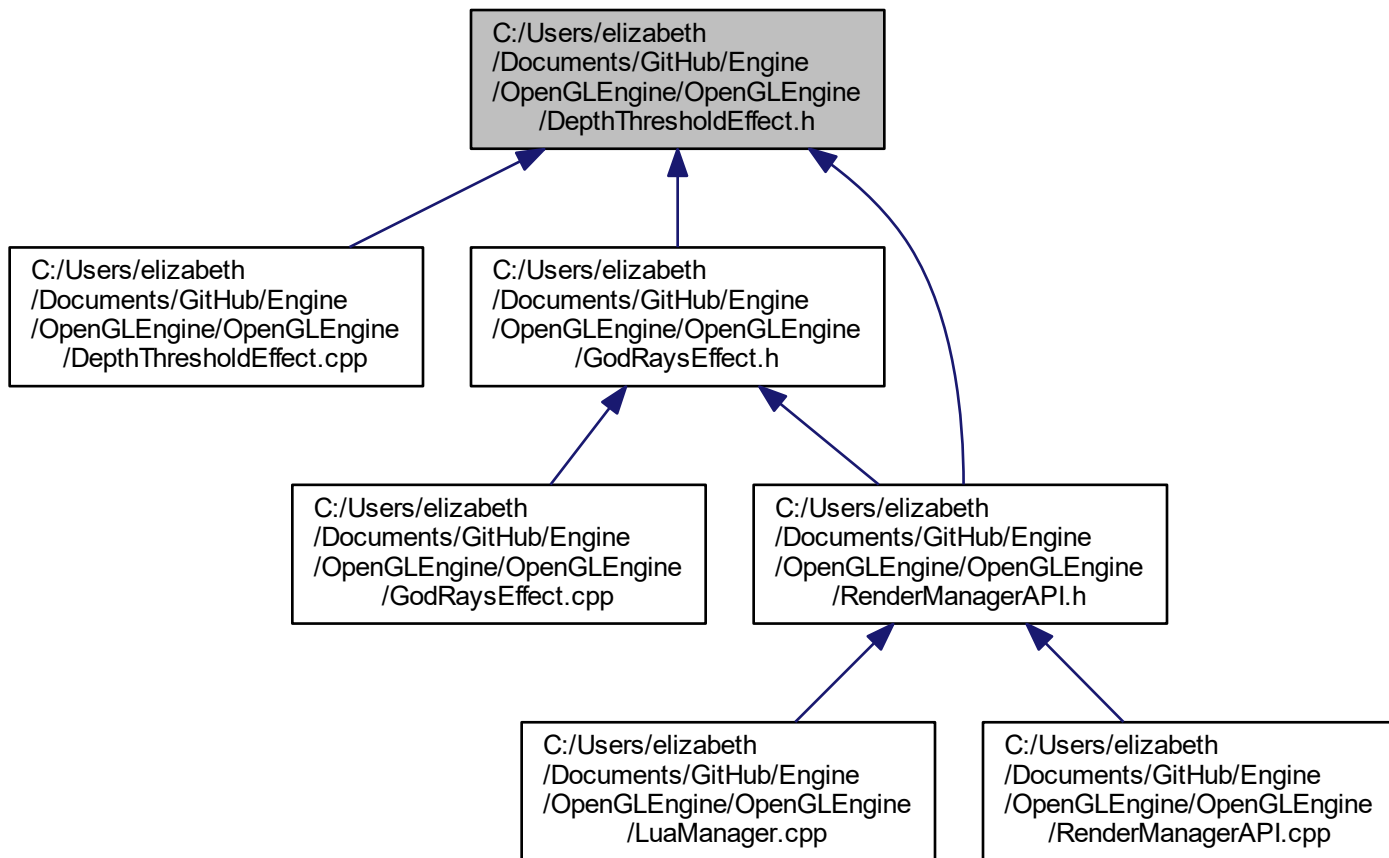 C:/Users/elizabeth
/Documents/GitHub/Engine
/OpenGLEngine/OpenGLEngine
/DepthThresholdEffect.h
C:/Users/elizabeth
/Documents/GitHub/Engine
/OpenGLEngine/OpenGLEngine
/DepthThresholdEffect.cpp
C:/Users/elizabeth
/Documents/GitHub/Engine
/OpenGLEngine/OpenGLEngine
/GodRaysEffect.h
C:/Users/elizabeth
/Documents/GitHub/Engine
/OpenGLEngine/OpenGLEngine
/GodRaysEffect.cpp
C:/Users/elizabeth
/Documents/GitHub/Engine
/OpenGLEngine/OpenGLEngine
/RenderManagerAPI.h
C:/Users/elizabeth
/Documents/GitHub/Engine
/OpenGLEngine/OpenGLEngine
/LuaManager.cpp
C:/Users/elizabeth
/Documents/GitHub/Engine
/OpenGLEngine/OpenGLEngine
/RenderManagerAPI.cpp